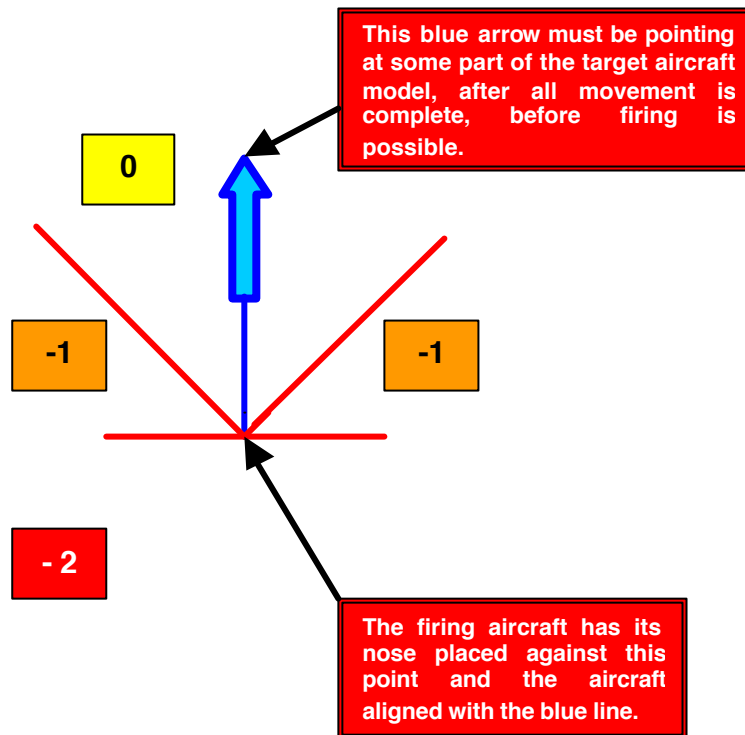 This blue arrow must be pointing
at some part of the target aircraft
model, after all movement is
complete, before firing is
possible.
0
-1
-1
- 2
The firing aircraft has its
nose placed against this
point and the aircraft
aligned with the blue line.